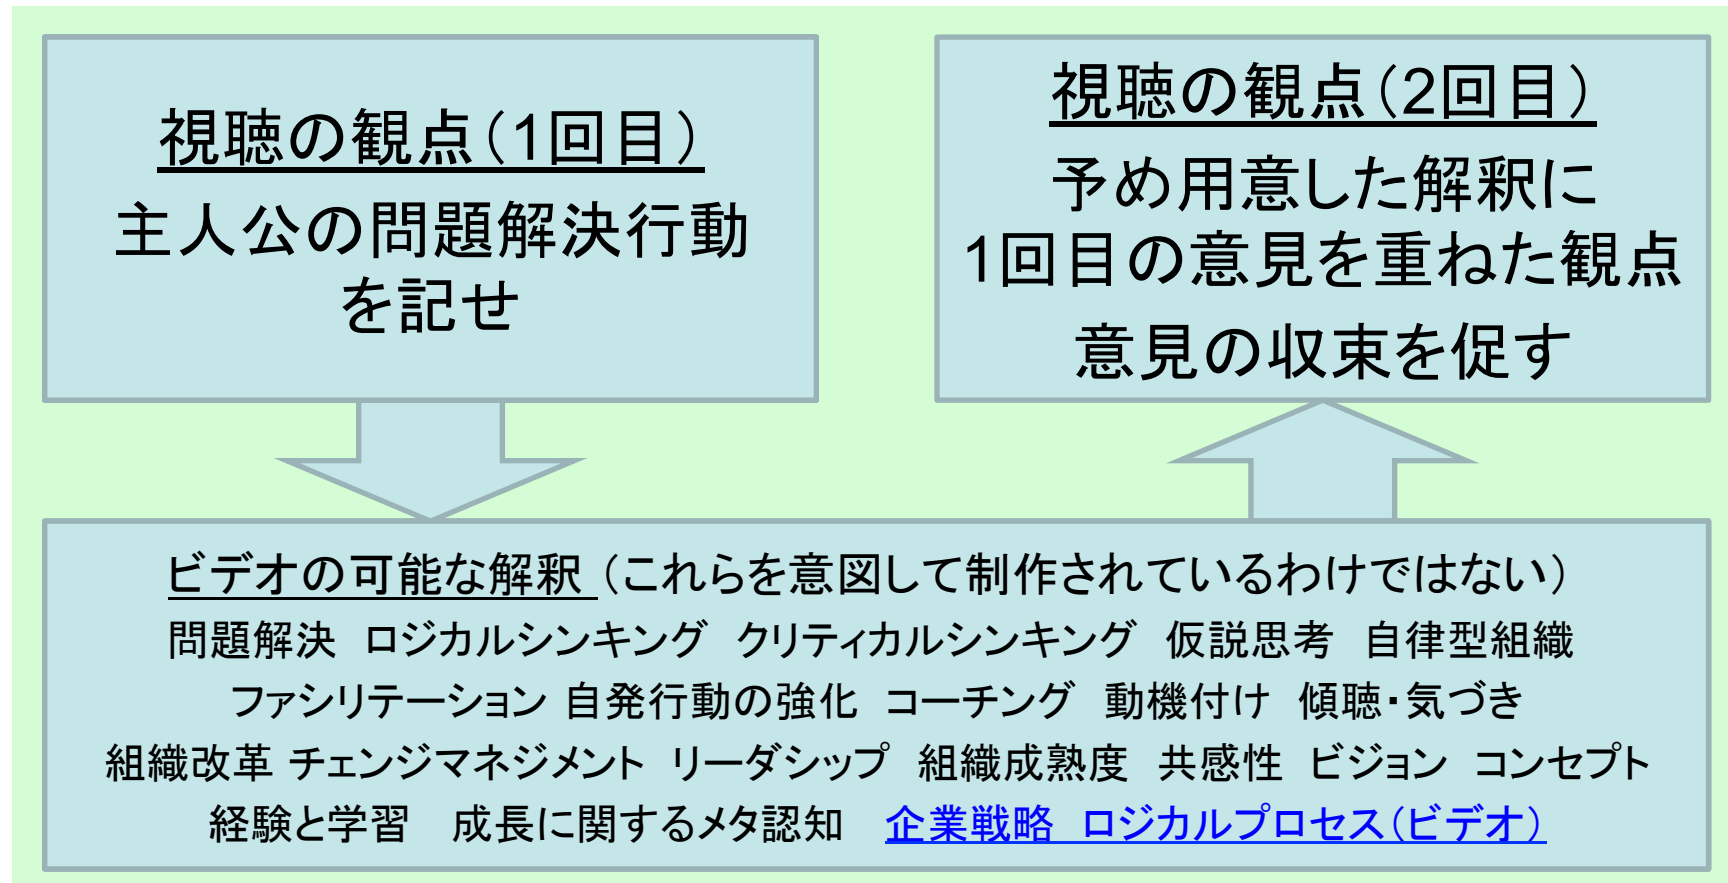 視聴の観点（1回目）
主人公の問題解決行動
を記せ
視聴の観点（2回目）
予め用意した解釈に
1回目の意見を重ねた観点
意見の収束を促す
ビデオの可能な解釈（これらを意図して制作されているわけではない）
問題解決　ロジカルシンキング　クリティカルシンキング　仮説思考　自律型組織
ファシリテーション 自発行動の強化　コーチング　動機付け　傾聴・気づき
組織改革 チェンジマネジメント　リーダシップ　組織成熟度　共感性　ビジョン　コンセプト
経験と学習　成長に関するメタ認知　企業戦略　ロジカルプロセス（ビデオ）